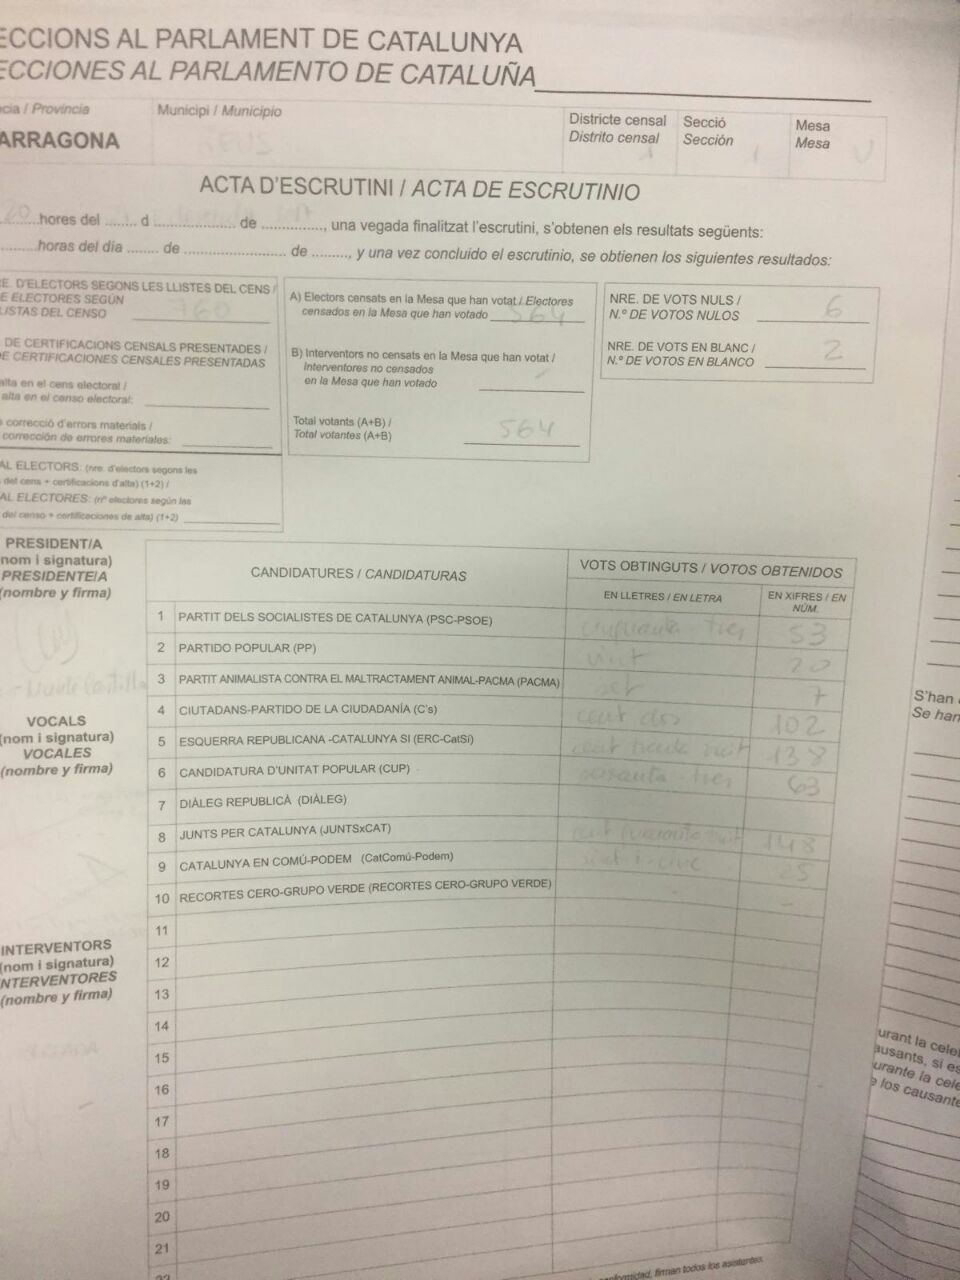 ECCIONS AL PARLAMENT DE CATALUNYA
ECCIONES AL PARLAMENTO DE CATALUÑA
cia / Provincia
ARRAGONA
Municipi / Municipio
Districte censal
Distrito censal
1
Secció
Sección
1
Mesa
Mesa
U
ACTA D'ESCRUTINI / ACTA DE ESCRUTINIO
20 hores del ........ d ..................... de .............., una vegada finalitzat l'escrutini, s'obtenen els resultats següents:
horas del día ........ de .......................... de .........., y una vez concluido el escrutinio, se obtienen los siguientes resultados:
RE. D'ELECTORS SEGONS LES LLISTES DEL CENS /
E ELECTORES SEGÚN
LISTAS DEL CENSO 760
DE CERTIFICACIONS CENSALS PRESENTADES /
DE CERTIFICACIONES CENSALES PRESENTADAS
alta en el cens electoral /
alta en el censo electoral:
correcció d'errors materials /
corrección de errores materiales:
AL ELECTORS: (nre. d'electors segons les
del cens + certificacions d'alta) (1+2) /
AL ELECTORES: (nº electores según las
del censo + certificaciones de alta) (1+2)
A) Electors censats en la Mesa que han votat / Electores
censados en la Mesa que han votado 564
B) Interventors no censats en la Mesa que han votat /
Interventores no censados
en la Mesa que han votado -
Total votants (A+B) /
Total votantes (A+B) 564
NRE. DE VOTS NULS /
N.º DE VOTOS NULOS 6
NRE. DE VOTS EN BLANC /
N.º DE VOTOS EN BLANCO 2
PRESIDENT/A
(nom i signatura)
PRESIDENTE/A
(nombre y firma)
VOCALS
(nom i signatura)
VOCALES
(nombre y firma)
INTERVENTORS
(nom i signatura)
INTERVENTORES
(nombre y firma)
CANDIDATURES / CANDIDATURAS
VOTS OBTINGUTS / VOTOS OBTENIDOS
EN LLETRES / EN LETRA
EN XIFRES / EN
NÚM.
1 PARTIT DELS SOCIALISTES DE CATALUNYA (PSC-PSOE) cinquanta-tres 53
2 PARTIDO POPULAR (PP) vint 20
3 PARTIT ANIMALISTA CONTRA EL MALTRACTAMENT ANIMAL-PACMA (PACMA) set 7
4 CIUTADANS-PARTIDO DE LA CIUDADANÍA (C's) cent dos 102
5 ESQUERRA REPUBLICANA -CATALUNYA SI (ERC-CatSí) cent trenta vuit 138
6 CANDIDATURA D'UNITAT POPULAR (CUP) seixanta-tres 63
7 DIÀLEG REPUBLICÀ (DIÀLEG)
8 JUNTS PER CATALUNYA (JUNTSxCAT) cent quaranta vuit 148
9 CATALUNYA EN COMÚ-PODEM (CatComú-Podem) vint-i-cinc 25
10 RECORTES CERO-GRUPO VERDE (RECORTES CERO-GRUPO VERDE) -
11
12
13
14
15
16
17
18
19
20
21
22
onformidad, firman todos los asistentes.
S'han
Se han
urant la cele
ausants, si es
urante la cele
e los causante